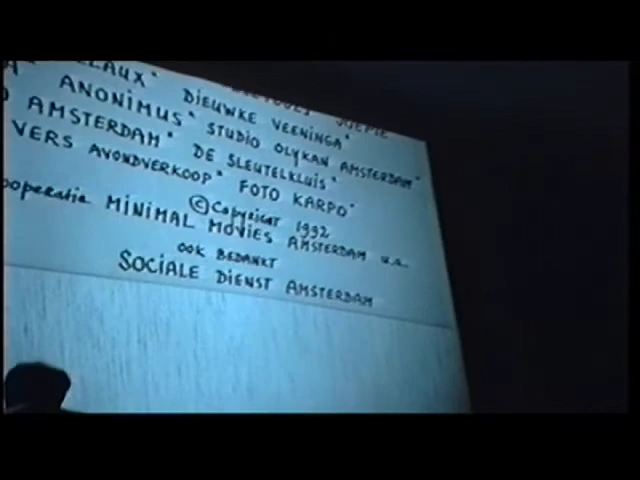 DIEUWKE VEENINGA*
ANONIMUS* STUDIO OLYKAN AMSTERDAM*
AMSTERDAM* DE SLEUTELKLUIS*
VERS AVONDVERKOOP* FOTO KARPO*
©Copyricat 1992
MINIMAL MOVIES AMSTERDAM u.a.
OOK BEDANKT
SOCIALE DIENST AMSTERDAM